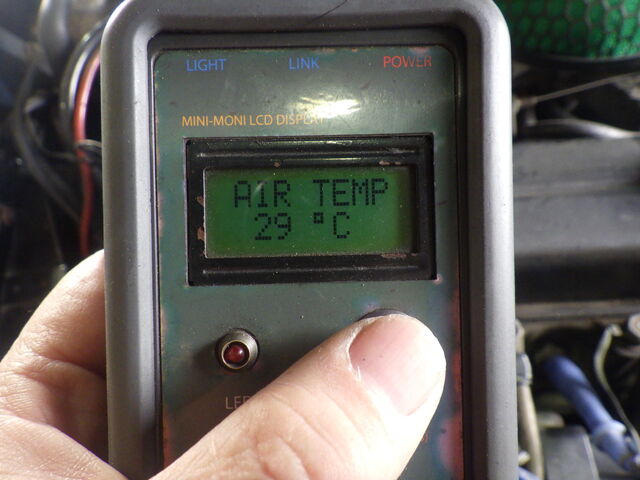 LIGHT LINK POWER
MINI-MONI LCD DISPLAY
AIR TEMP
29 °C